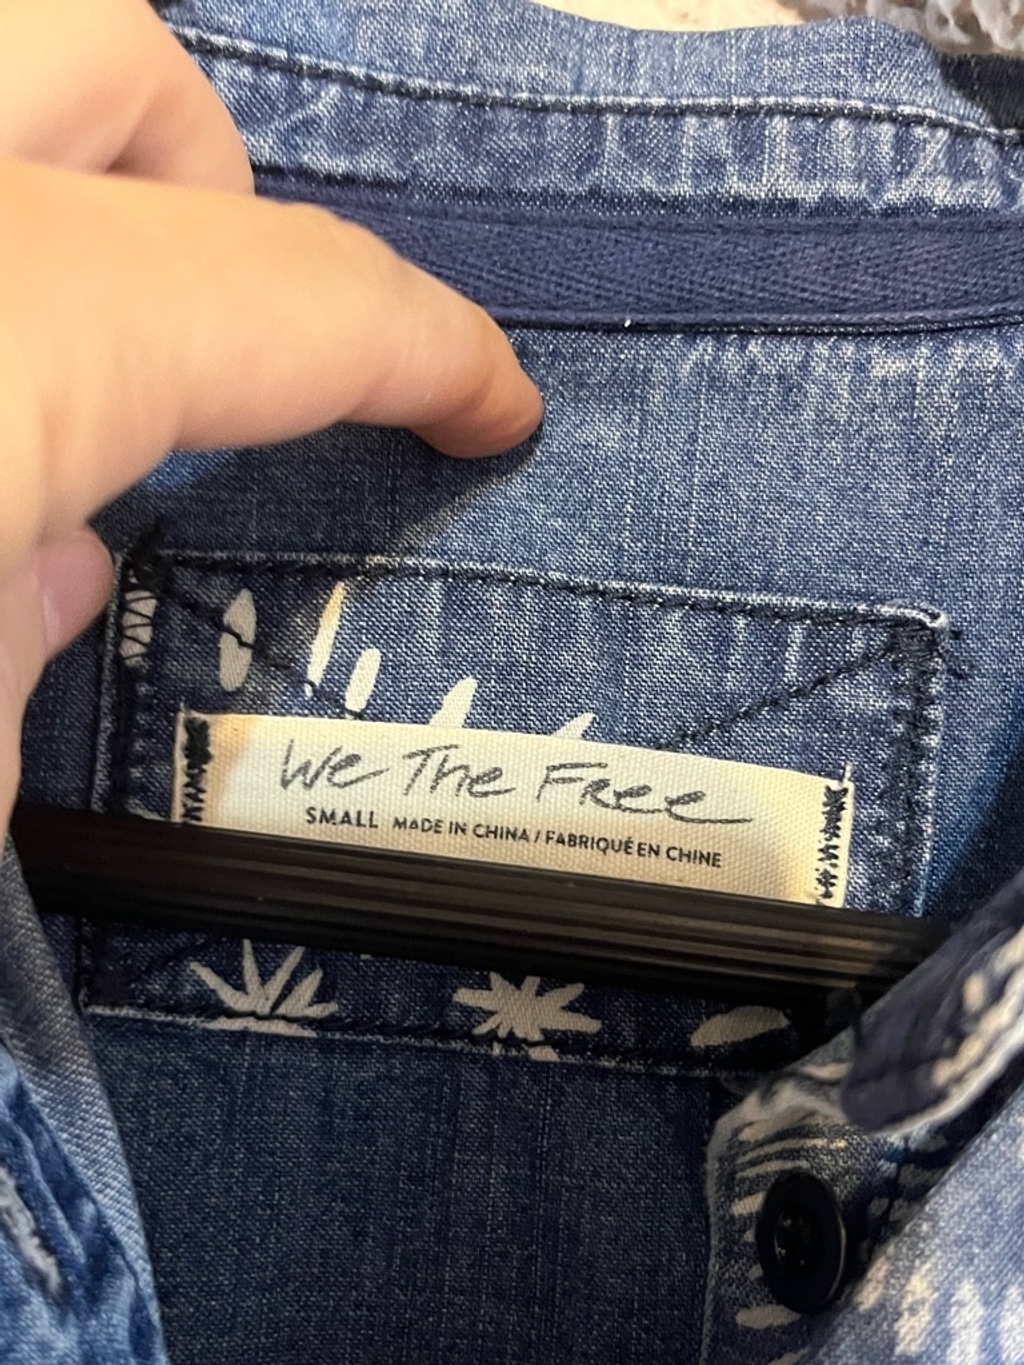 We The Free
SMALL MADE IN CHINA / FABRIQUÉ EN CHINE